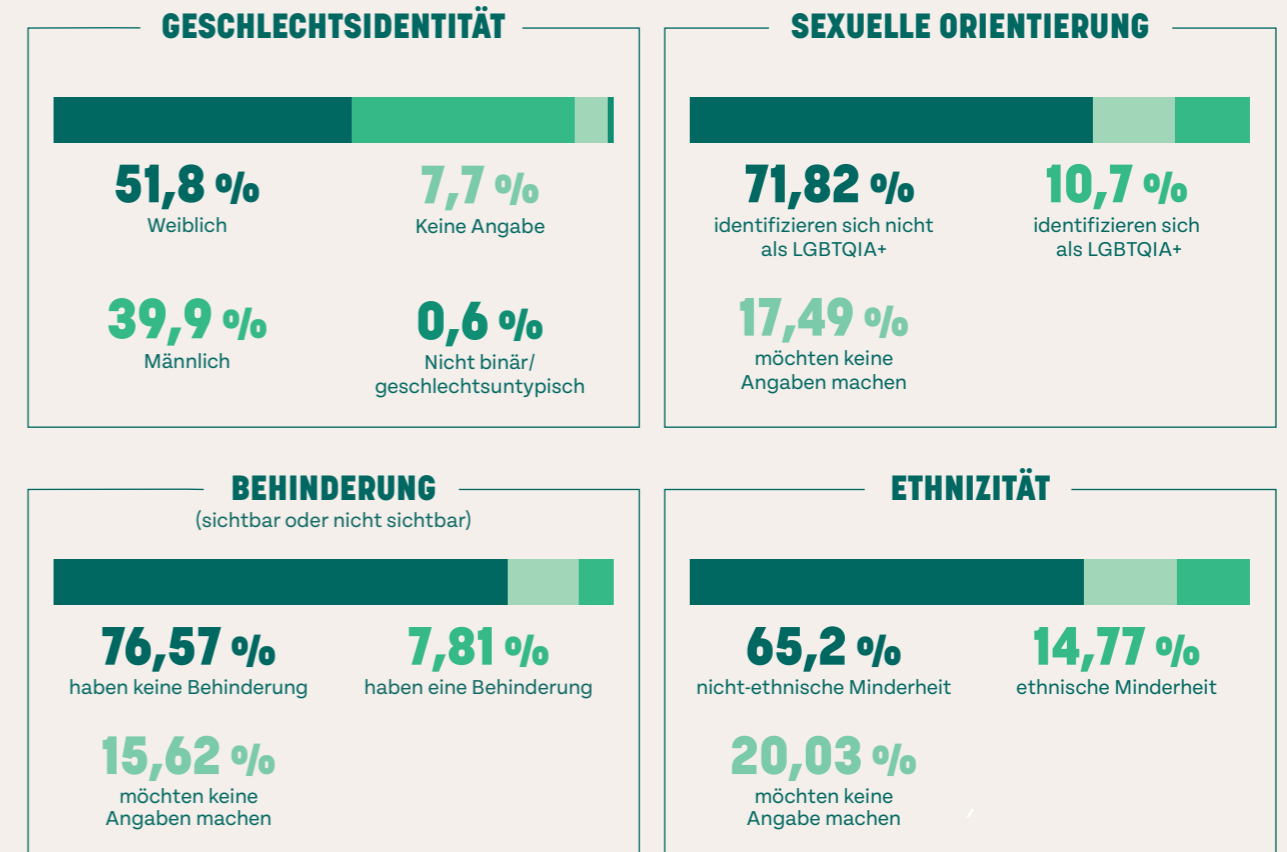 GESCHLECHTSIDENTITÄT
51,8 %
Weiblich
7,7 %
Keine Angabe
39,9 %
Männlich
0,6 %
Nicht binär/
geschlechtsuntypisch
SEXUELLE ORIENTIERUNG
71,82 %
identifizieren sich nicht
als LGBTQIA+
10,7 %
identifizieren sich
als LGBTQIA+
17,49 %
möchten keine
Angaben machen
BEHINDERUNG
(sichtbar oder nicht sichtbar)
76,57 %
haben keine Behinderung
7,81 %
haben eine Behinderung
15,62 %
möchten keine
Angaben machen
ETHNIZITÄT
65,2 %
nicht-ethnische Minderheit
14,77 %
ethnische Minderheit
20,03 %
möchten keine
Angabe machen